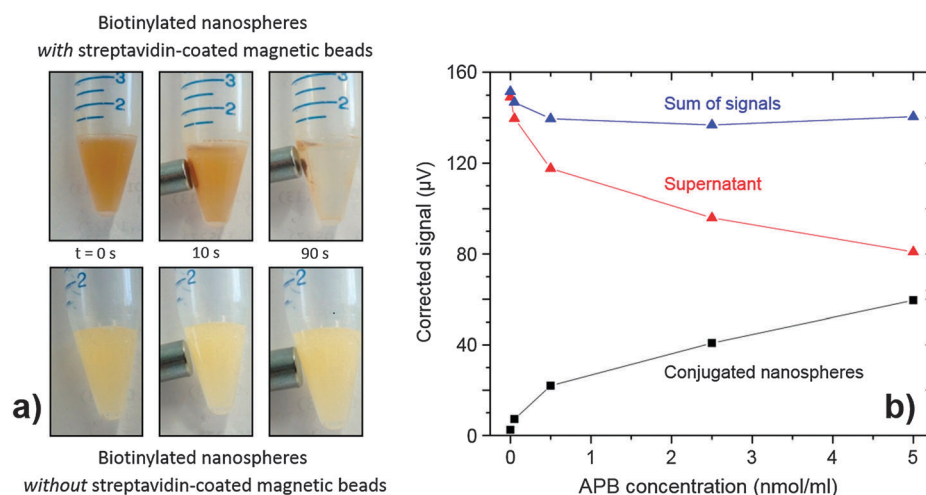 Biotinylated nanospheres
with streptavidin-coated magnetic beads
3
2
3
2
3
2
t = 0 s
10 s
90 s
2
-2
-2
a)
Biotinylated nanospheres
without streptavidin-coated magnetic beads
160
120
80
40
0
Corrected signal (µV)
Sum of signals
Supernatant
Conjugated nanospheres
b)
0 1 2 3 4 5
APB concentration (nmol/ml)